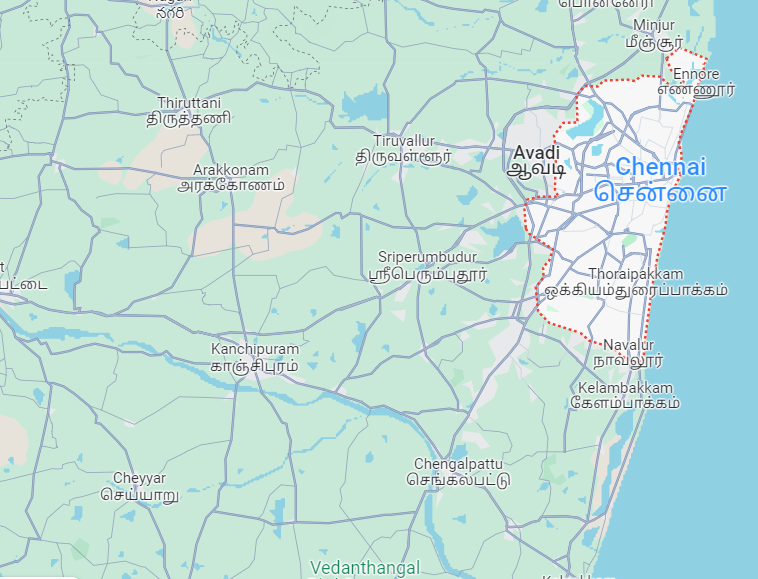 Minjur
மீஞ்சூர்
Ennore
எண்ணூர்
Thiruttani
திருத்தணி
Tiruvallur
திருவள்ளூர்
Avadi
ஆவடி
Chennai
சென்னை
Arakkonam
அரக்கோணம்
Sriperumbudur
ஸ்ரீபெரும்புதூர்
Thoraipakkam
ஒக்கியம்துரைப்பாக்கம்
Kanchipuram
காஞ்சிபுரம்
Navalur
நாவலூர்
Kelambakkam
கேளம்பாக்கம்
Chengalpattu
செங்கல்பட்டு
Cheyyar
செய்யாறு
Vedanthangal